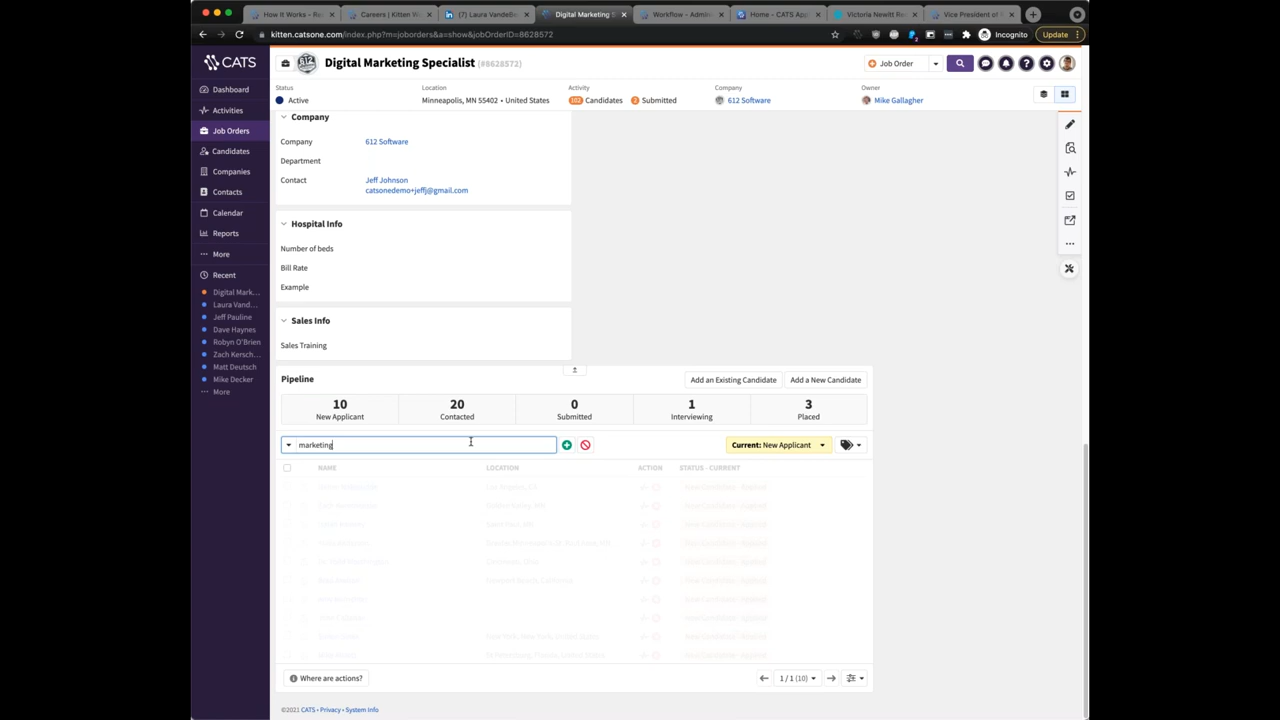 How It Works - Re
Careers | Kitten W
(7) Laura VandeBe
Digital Marketing S
Workflow - Admin
Home - CATS App
Victoria Newitt Re
Vice President of
kitten.catsone.com/index.php?m=joborders&a=show&jobOrderID=8628572
Incognito
Update
CATS
Digital Marketing Specialist (#8628572)
Job Order
Status
Location
Activity
Company
Owner
Active
Minneapolis, MN 55402 • United States
102 Candidates
2 Submitted
612 Software
Mike Gallagher
Dashboard
Activities
Job Orders
Candidates
Companies
Contacts
Calendar
Reports
More
Recent
Digital Mark...
Laura Vand...
Jeff Pauline
Dave Haynes
Robyn O'Brien
Zach Kersch...
Matt Deutsch
Mike Decker
More
Company
Company
612 Software
Department
Contact
Jeff Johnson
catsonedemo+jeffj@gmail.com
Hospital Info
Number of beds
Bill Rate
Example
Sales Info
Sales Training
Pipeline
Add an Existing Candidate
Add a New Candidate
10
New Applicant
20
Contacted
0
Submitted
1
Interviewing
3
Placed
marketing
Current: New Applicant
NAME
LOCATION
ACTION
STATUS - CURRENT
Where are actions?
1 / 1 (10)
©2021 CATS • Privacy • System Info